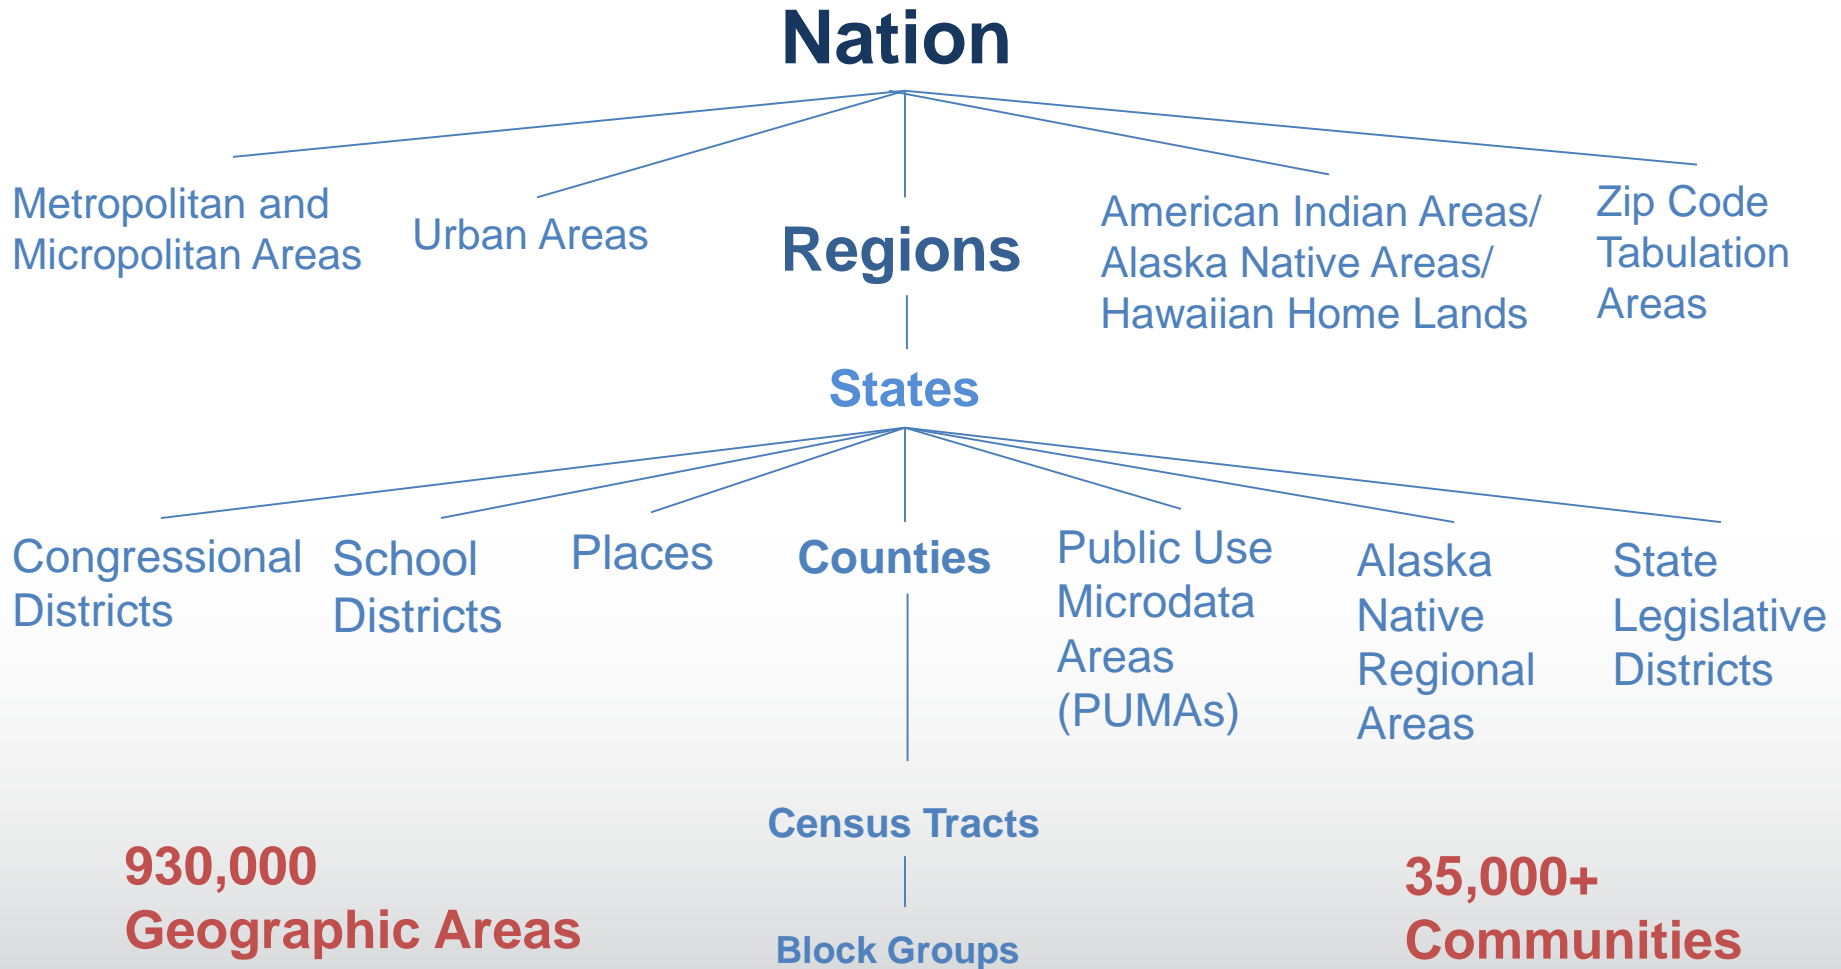 Nation
Metropolitan and
Micropolitan Areas
Urban Areas
Regions
American Indian Areas/
Alaska Native Areas/
Hawaiian Home Lands
Zip Code
Tabulation
Areas
States
Congressional
Districts
School
Districts
Places
Counties
Public Use
Microdata
Areas
(PUMAs)
Alaska
Native
Regional
Areas
State
Legislative
Districts
Census Tracts
930,000
Geographic Areas
Block Groups
35,000+
Communities